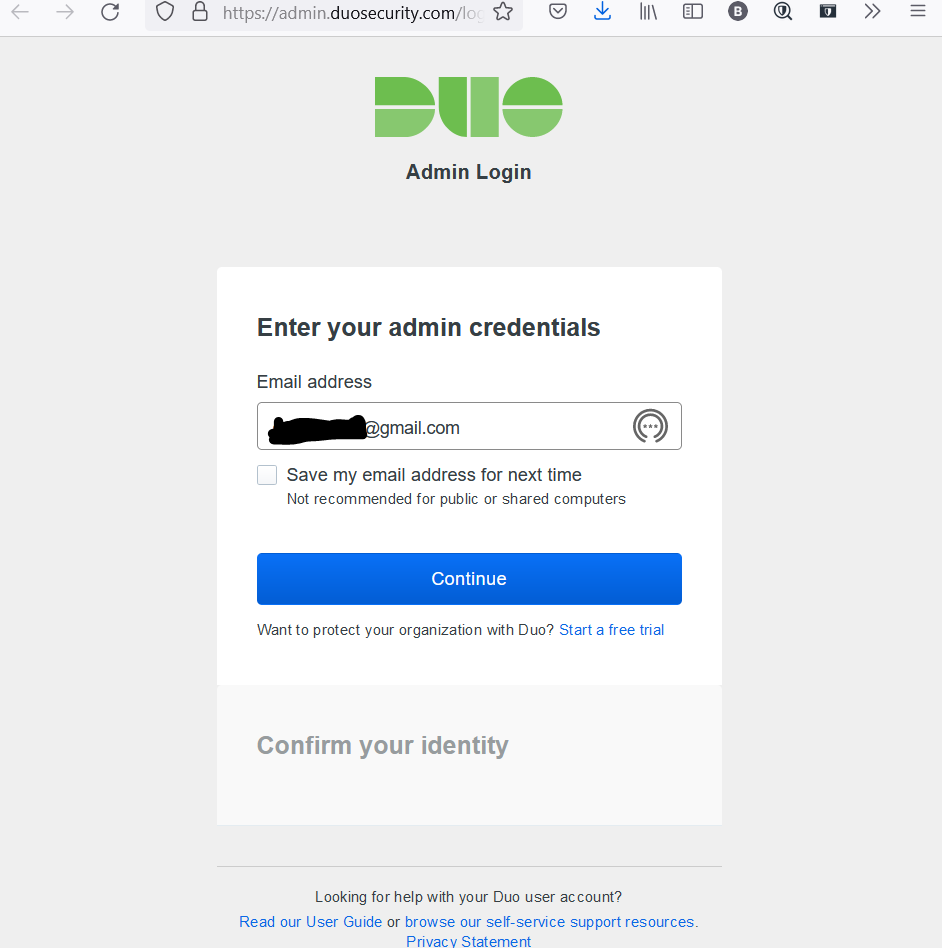 https://admin.duosecurity.com/log
B
DUO
Admin Login
Enter your admin credentials
Email address
@gmail.com
Save my email address for next time
Not recommended for public or shared computers
Continue
Want to protect your organization with Duo? Start a free trial
Confirm your identity
Looking for help with your Duo user account?
Read our User Guide or browse our self-service support resources.
Privacy Statement